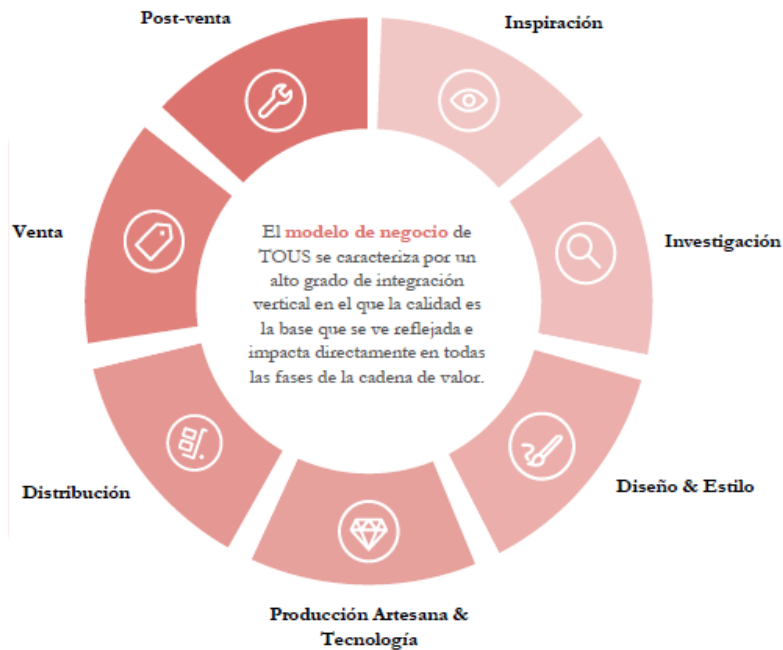 Post-venta
Inspiración
Venta
Investigación
El modelo de negocio de
TOUS se caracteriza por un
alto grado de integración
vertical en el que la calidad es
la base que se ve reflejada e
impacta directamente en todas
las fases de la cadena de valor.
Distribución
Diseño & Estilo
Producción Artesana &
Tecnología